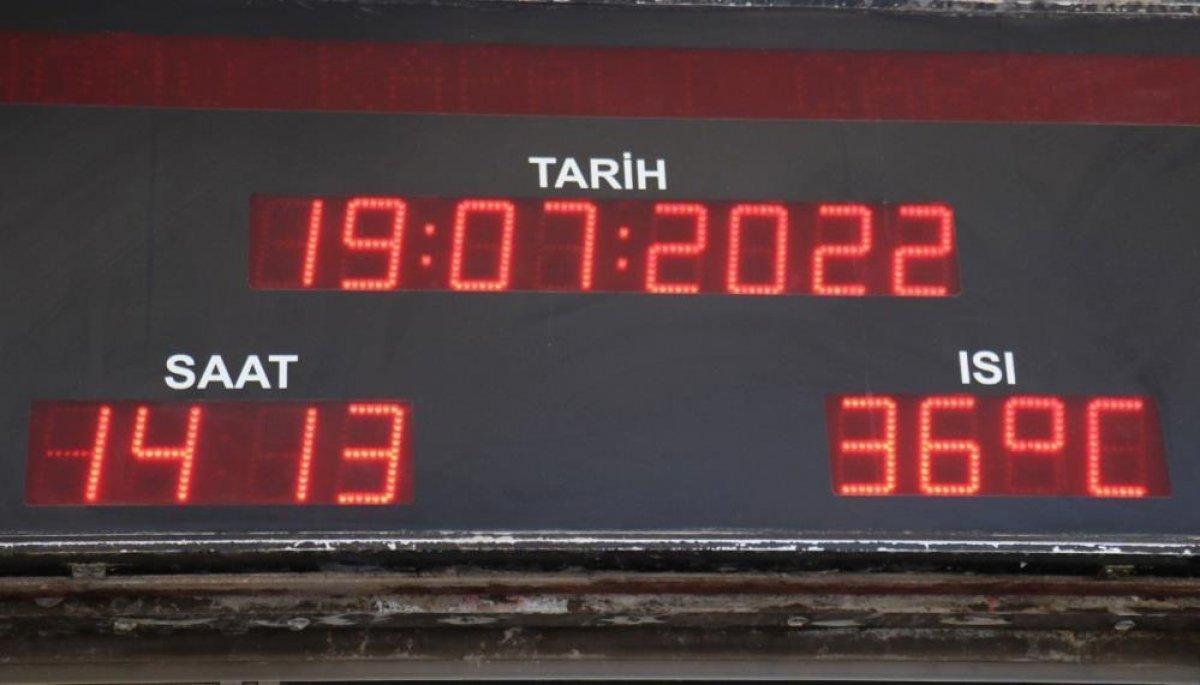 TARİH
19:07:2022
SAAT
14 13
ISI
36°C